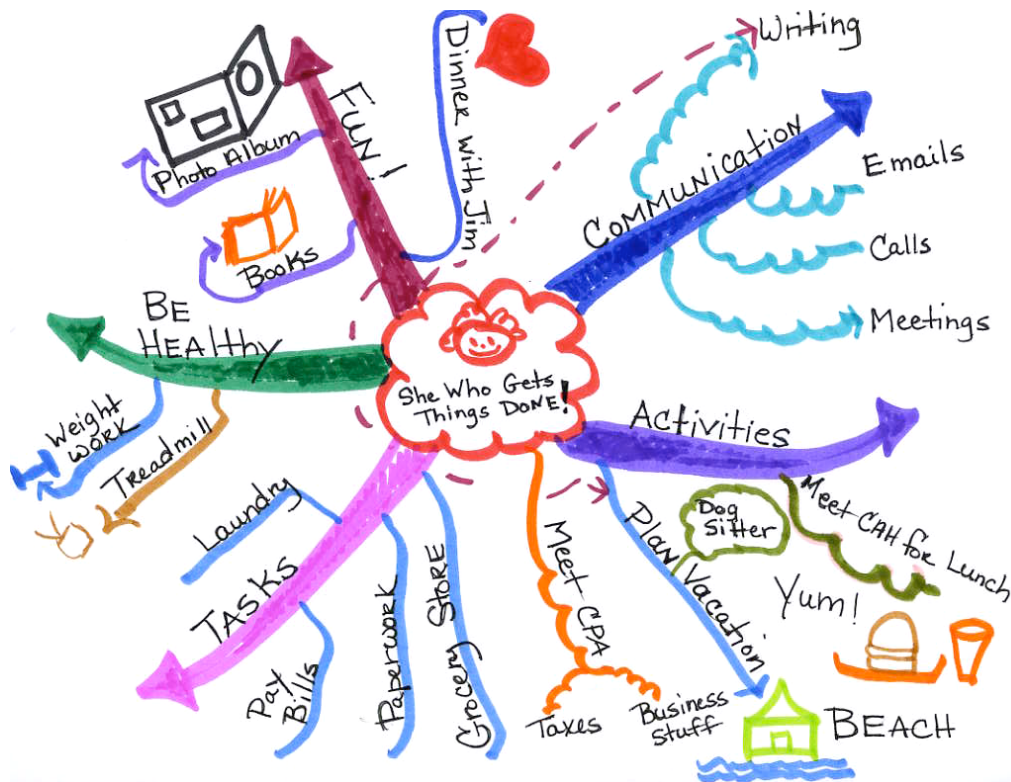 She Who Gets
Things DONE!
FUN!
Photo Album
Books
Dinner with Jim
COMMUNICATION
Writing
Emails
Calls
Meetings
Activities
Meet CAH for Lunch
Yum!
Plan Vacation
Dog
Sitter
BEACH
Meet CPA
Taxes
Business
Stuff
TASKS
Laundry
Pay
Bills
Paperwork
Grocery STORE
BE
HEAlthy
Weight
WORK
Treadmill